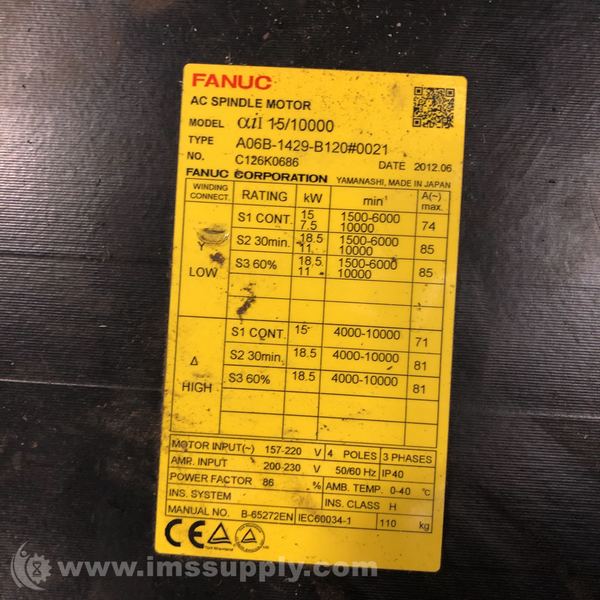 FANUC
AC SPINDLE MOTOR
MODEL αiI 15/10000
TYPE A06B-1429-B120#0021
NO. C126K0686 DATE 2012.06
FANUC CORPORATION YAMANASHI, MADE IN JAPAN
WINDING CONNECT. RATING kW min⁻¹ A(~) max.
Y LOW
S1 CONT. 15 7.5 1500-6000 10000 74
S2 30min. 18.5 11 1500-6000 10000 85
S3 60% 18.5 11 1500-6000 10000 85
Δ HIGH
S1 CONT. 15 4000-10000 71
S2 30min. 18.5 4000-10000 81
S3 60% 18.5 4000-10000 81
MOTOR INPUT(~) 157-220 V 4 POLES 3 PHASES
AMP. INPUT 200-230 V 50/60 Hz IP40
POWER FACTOR 86 % AMB. TEMP. 0-40 ℃
INS. SYSTEM INS. CLASS H
MANUAL NO. B-65272EN IEC60034-1 110 kg
CE
www.imssupply.com